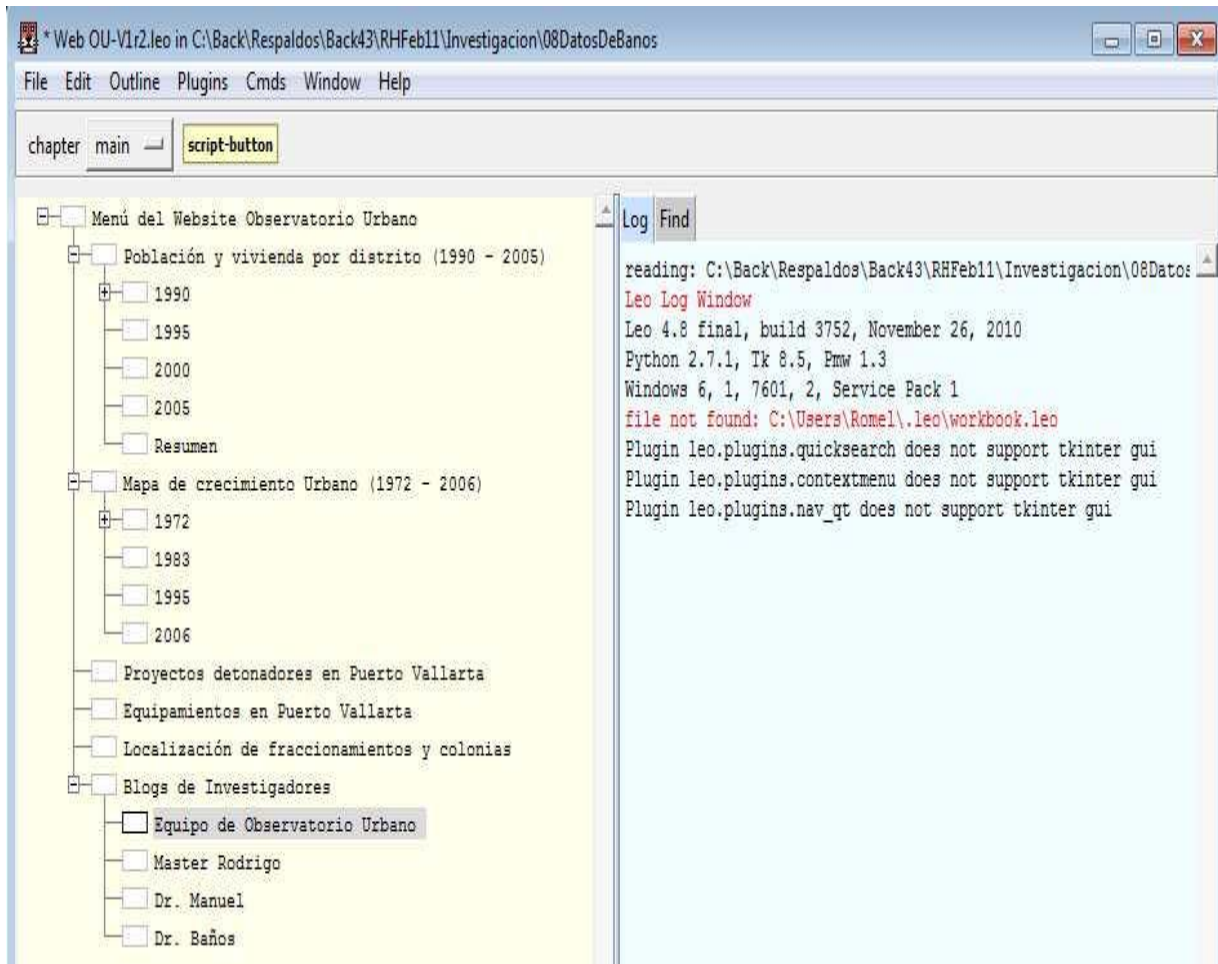 * Web OU-V1r2.leo in C:\Back\Respaldos\Back43\RHFeb11\Investigacion\08DatosDeBanos
File Edit Outline Plugins Cmds Window Help
chapter main script-button
Menú del Website Observatorio Urbano
Población y vivienda por distrito (1990 - 2005)
1990
1995
2000
2005
Resumen
Mapa de crecimiento Urbano (1972 - 2006)
1972
1983
1995
2006
Proyectos detonadores en Puerto Vallarta
Equipamientos en Puerto Vallarta
Localización de fraccionamientos y colonias
Blogs de Investigadores
Equipo de Observatorio Urbano
Master Rodrigo
Dr. Manuel
Dr. Baños
Log Find
reading: C:\Back\Respaldos\Back43\RHFeb11\Investigacion\08Datos
Leo Log Window
Leo 4.8 final, build 3752, November 26, 2010
Python 2.7.1, Tk 8.5, Pmw 1.3
Windows 6, 1, 7601, 2, Service Pack 1
file not found: C:\Users\Romel\.leo\workbook.leo
Plugin leo.plugins.quicksearch does not support tkinter gui
Plugin leo.plugins.contextmenu does not support tkinter gui
Plugin leo.plugins.nav_qt does not support tkinter gui